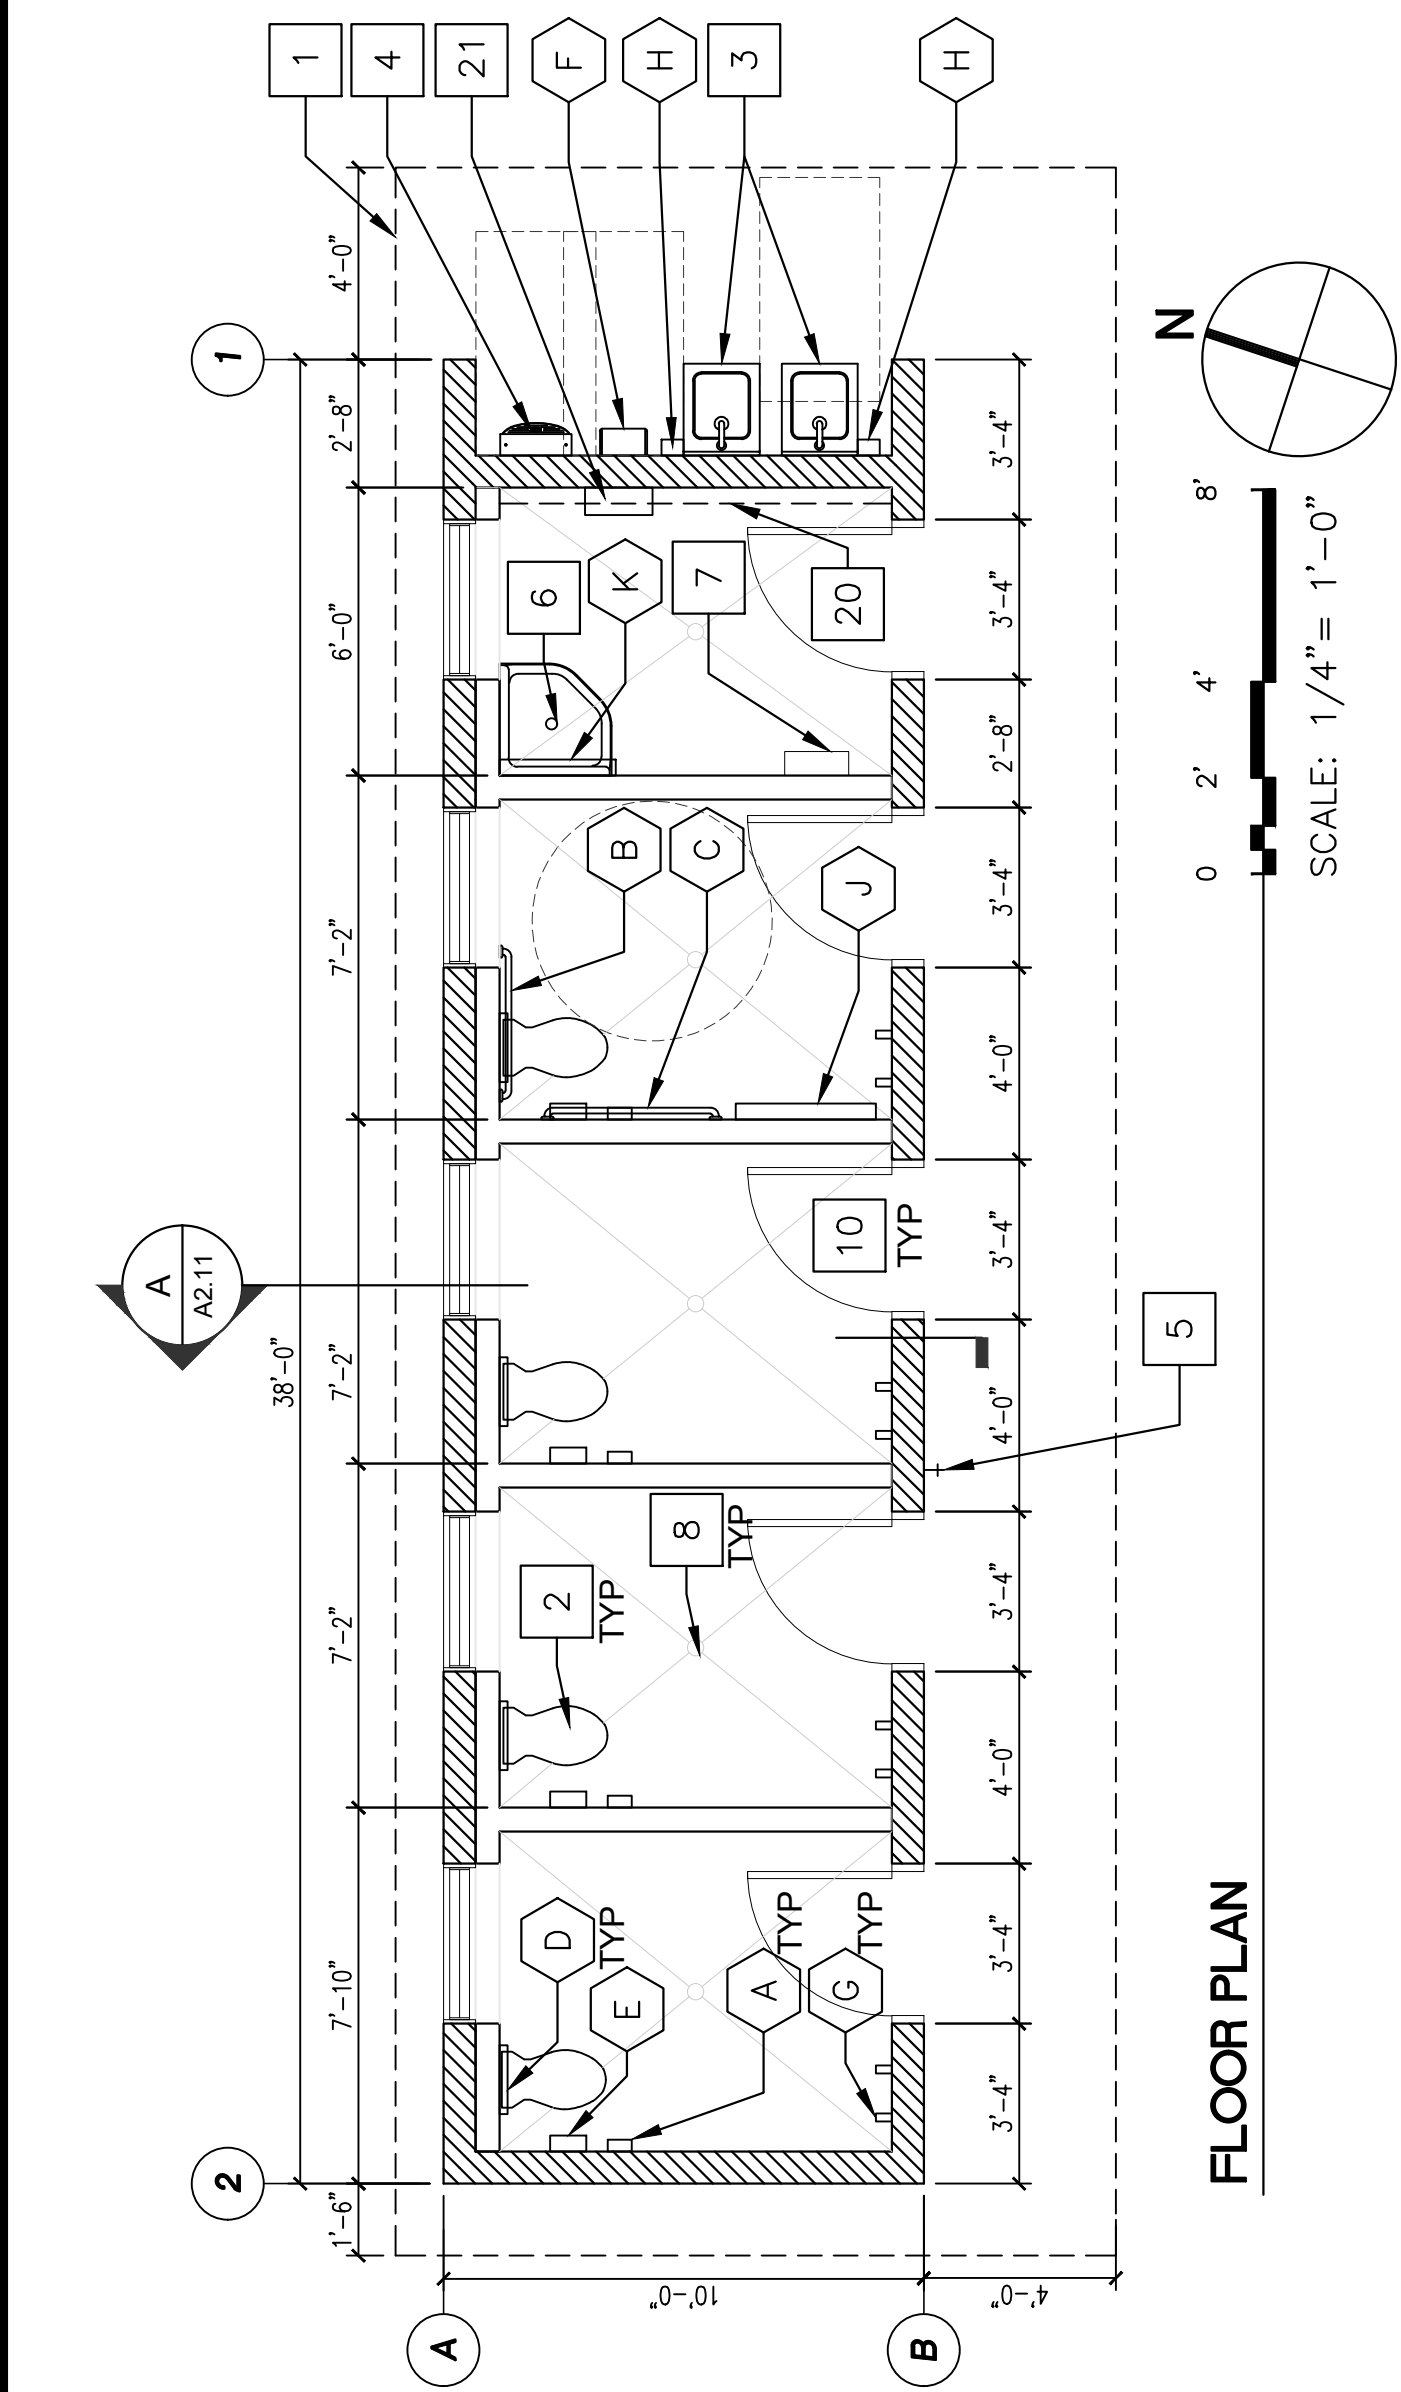 A
A2.11
2
1
38'-0"
1'-6"
7'-10"
7'-2"
7'-2"
7'-2"
6'-0"
2'-8"
4'-0"
1
4
21
F
H
3
H
A
10'-0"
B
4'-0"
D
TYP
E
A
TYP
G
TYP
2
TYP
8
TYP
10
TYP
B
C
J
6
K
7
20
3'-4"
3'-4"
4'-0"
3'-4"
4'-0"
3'-4"
4'-0"
3'-4"
2'-8"
3'-4"
3'-4"
5
N
FLOOR PLAN
0
2'
4'
8'
SCALE: 1/4"= 1'-0"